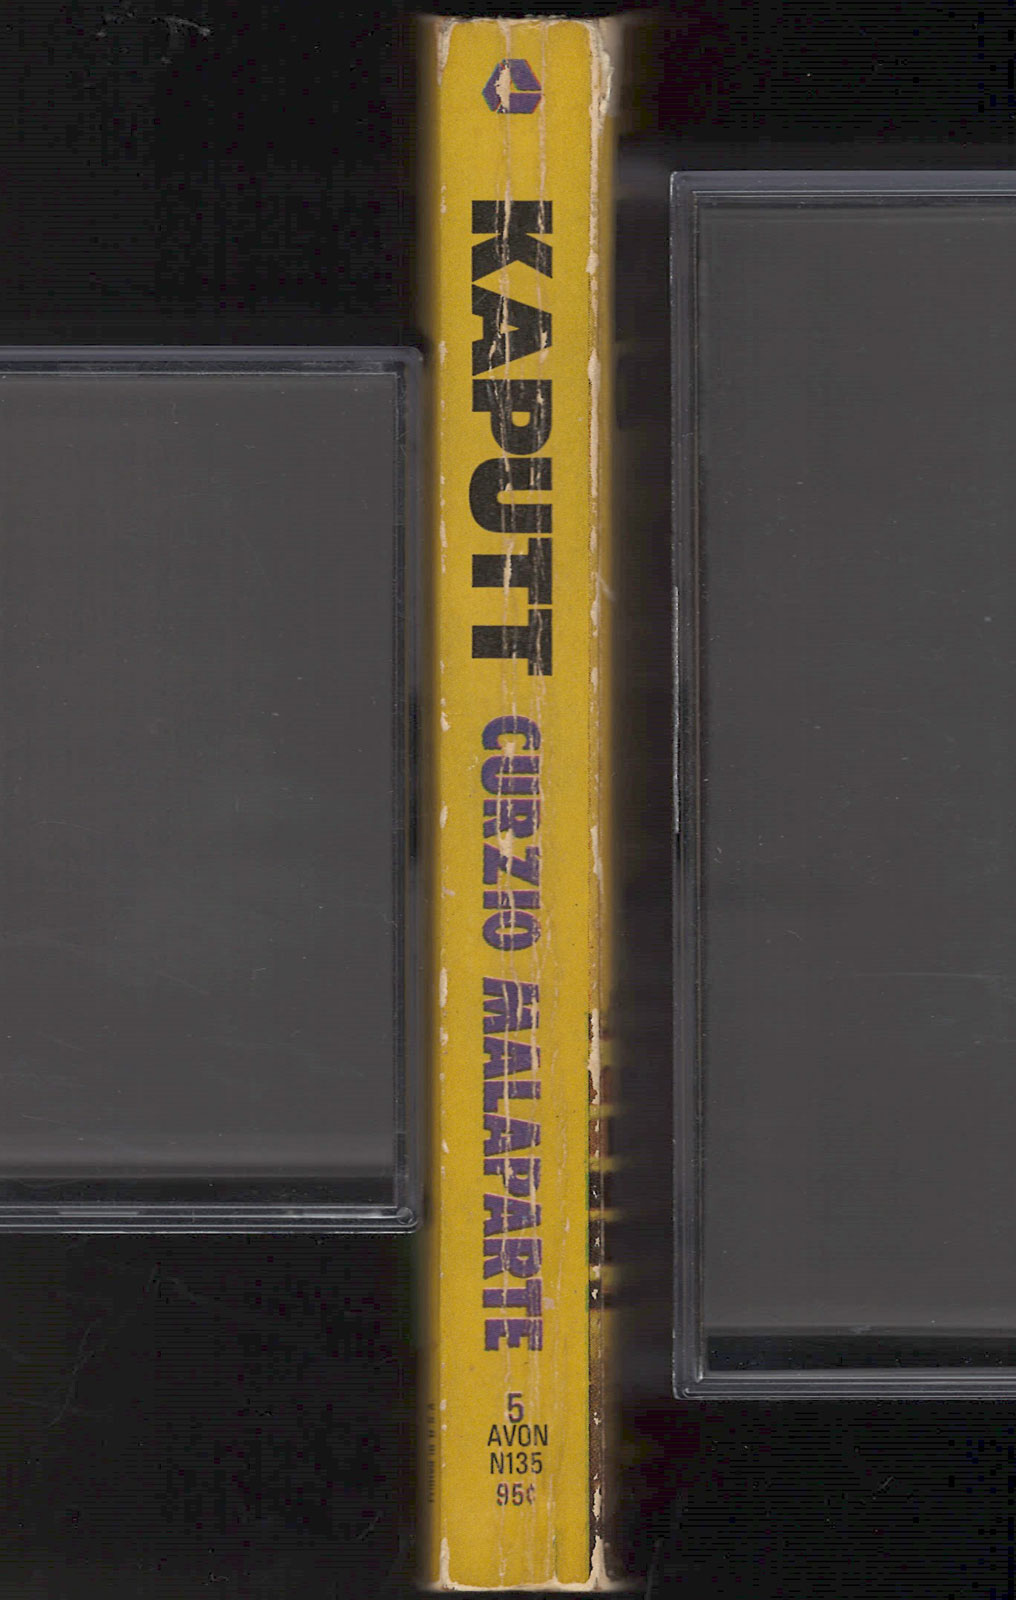 KAPUTT
CURZIO MALAPARTE
5
AVON
N135
95¢